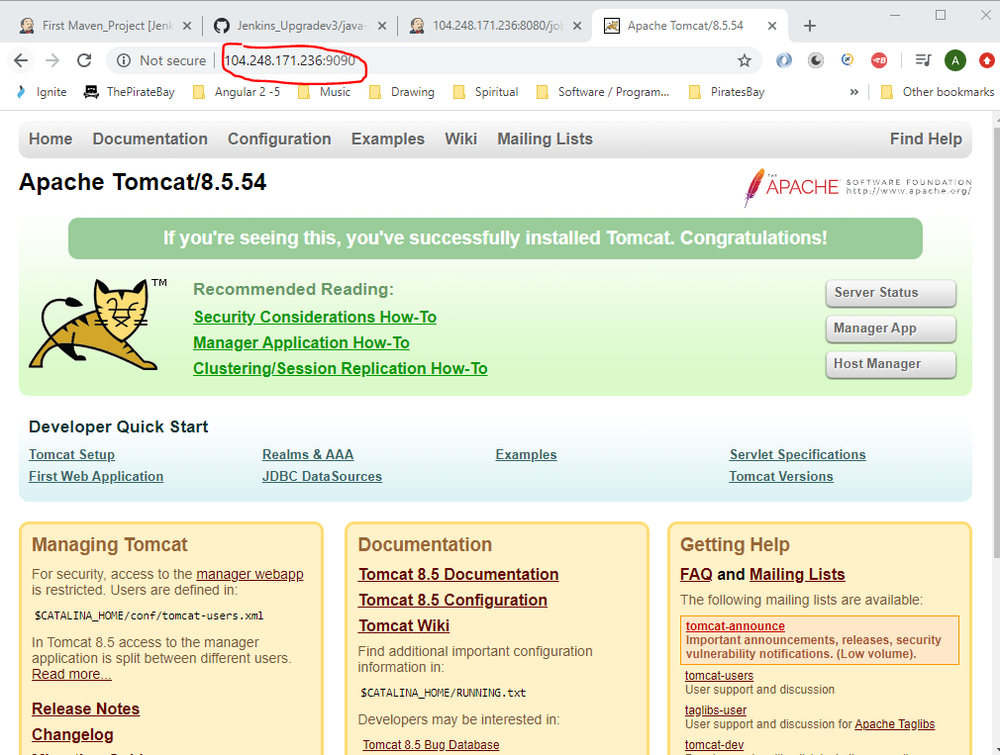 First Maven_Project [Jenk
Jenkins_Upgradev3/java-
104.248.171.236:8080/job
Apache Tomcat/8.5.54
Not secure
104.248.171.236:9090
A
Ignite
ThePirateBay
Angular 2 -5
Music
Drawing
Spiritual
Software / Program...
PiratesBay
»
Other bookmarks
Home Documentation Configuration Examples Wiki Mailing Lists Find Help
Apache Tomcat/8.5.54
THE
APACHE
SOFTWARE FOUNDATION
http://www.apache.org/
If you're seeing this, you've successfully installed Tomcat. Congratulations!
TM
Recommended Reading:
Security Considerations How-To
Manager Application How-To
Clustering/Session Replication How-To
Server Status
Manager App
Host Manager
Developer Quick Start
Tomcat Setup
First Web Application
Realms & AAA
JDBC DataSources
Examples
Servlet Specifications
Tomcat Versions
Managing Tomcat
For security, access to the manager webapp
is restricted. Users are defined in:
$CATALINA_HOME/conf/tomcat-users.xml
In Tomcat 8.5 access to the manager
application is split between different users.
Read more...
Release Notes
Changelog
Documentation
Tomcat 8.5 Documentation
Tomcat 8.5 Configuration
Tomcat Wiki
Find additional important configuration
information in:
$CATALINA_HOME/RUNNING.txt
Developers may be interested in:
Tomcat 8.5 Bug Database
Getting Help
FAQ and Mailing Lists
The following mailing lists are available:
tomcat-announce
Important announcements, releases, security
vulnerability notifications. (Low volume).
tomcat-users
User support and discussion
taglibs-user
User support and discussion for Apache Taglibs
tomcat-dev